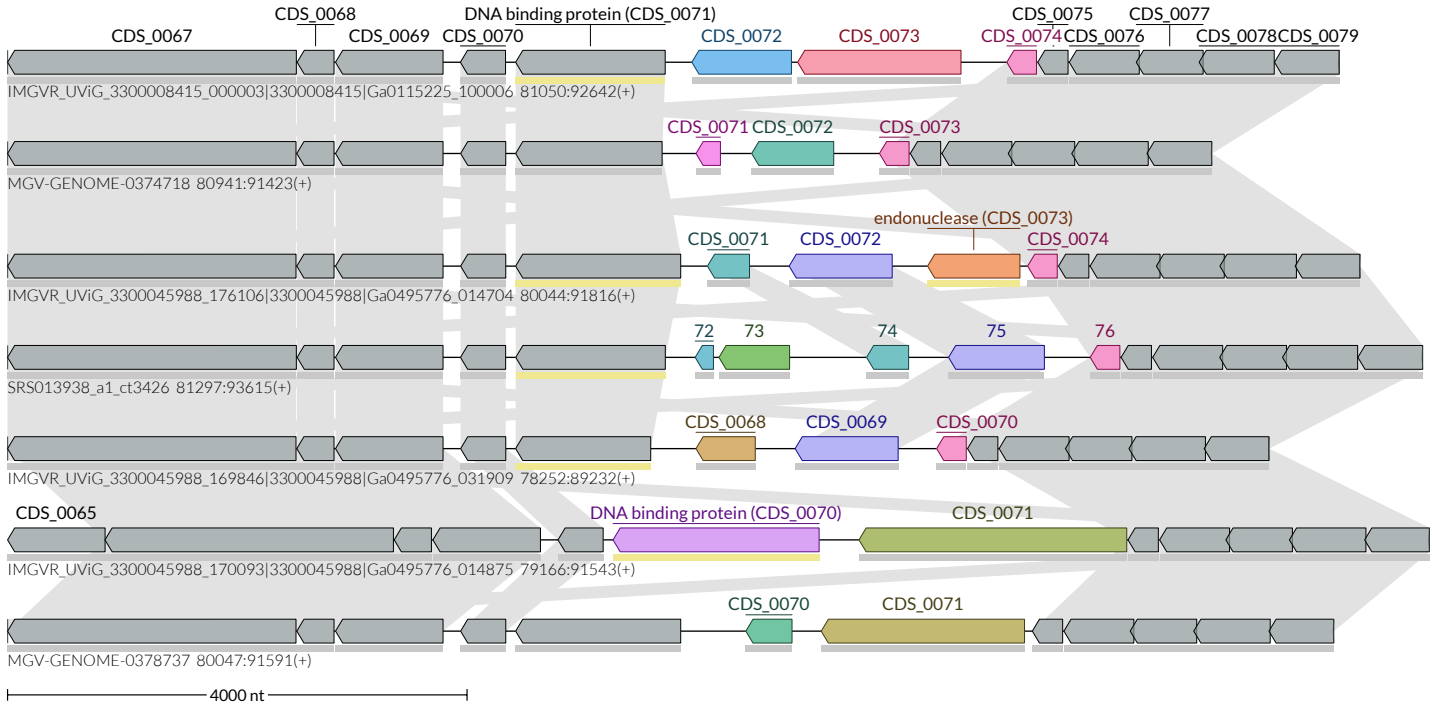 CDS_0067 CDS_0068 CDS_0069 CDS_0070 DNA binding protein (CDS_0071) CDS_0072 CDS_0073 CDS_0074 CDS_0075 CDS_0076 CDS_0077 CDS_0078 CDS_0079
IMGVR_UViG_3300008415_000003|3300008415|Ga0115225_100006 81050:92642(+)
CDS_0071 CDS_0072 CDS_0073
MGV-GENOME-0374718 80941:91423(+)
endonuclease (CDS_0073)
CDS_0071 CDS_0072 CDS_0074
IMGVR_UViG_3300045988_176106|3300045988|Ga0495776_014704 80044:91816(+)
72 73 74 75 76
SRS013938_a1_ct3426 81297:93615(+)
CDS_0068 CDS_0069 CDS_0070
IMGVR_UViG_3300045988_169846|3300045988|Ga0495776_031909 78252:89232(+)
CDS_0065 DNA binding protein (CDS_0070) CDS_0071
IMGVR_UViG_3300045988_170093|3300045988|Ga0495776_014875 79166:91543(+)
CDS_0070 CDS_0071
MGV-GENOME-0378737 80047:91591(+)
4000 nt